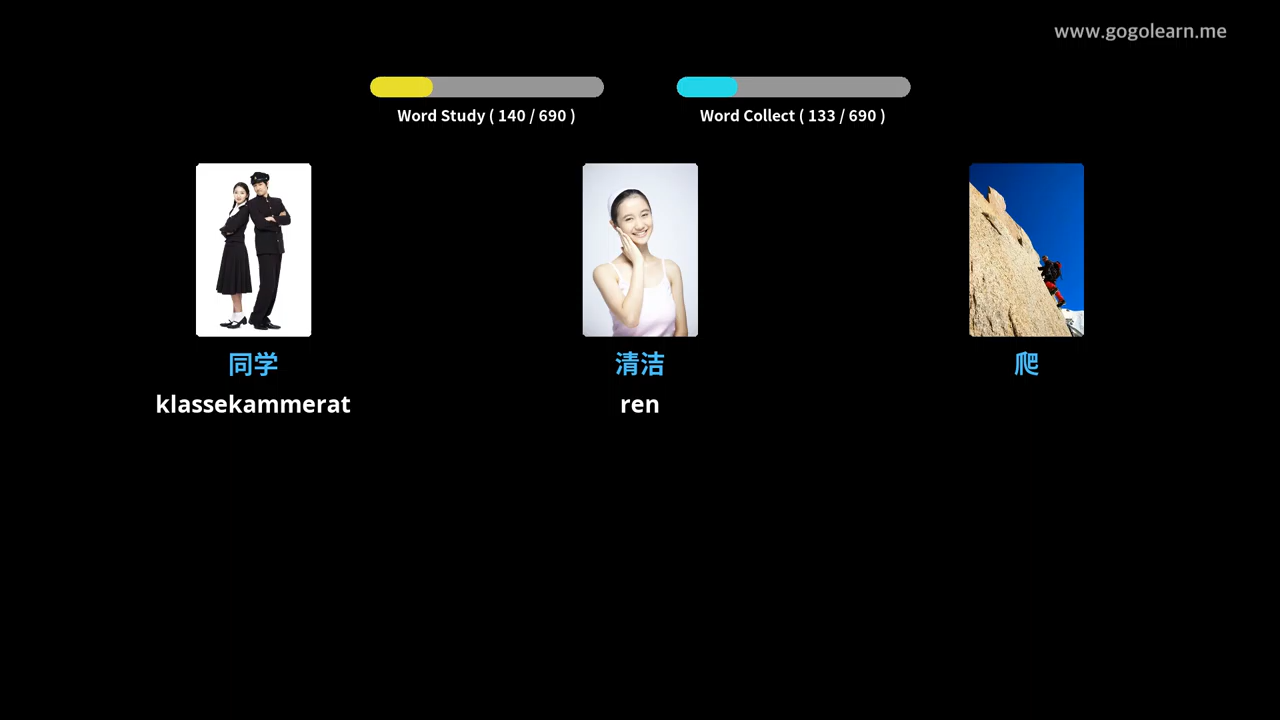 www.gogolearn.me
Word Study ( 140 / 690 )
Word Collect ( 133 / 690 )
同学
清洁
爬
klassekammerat
ren